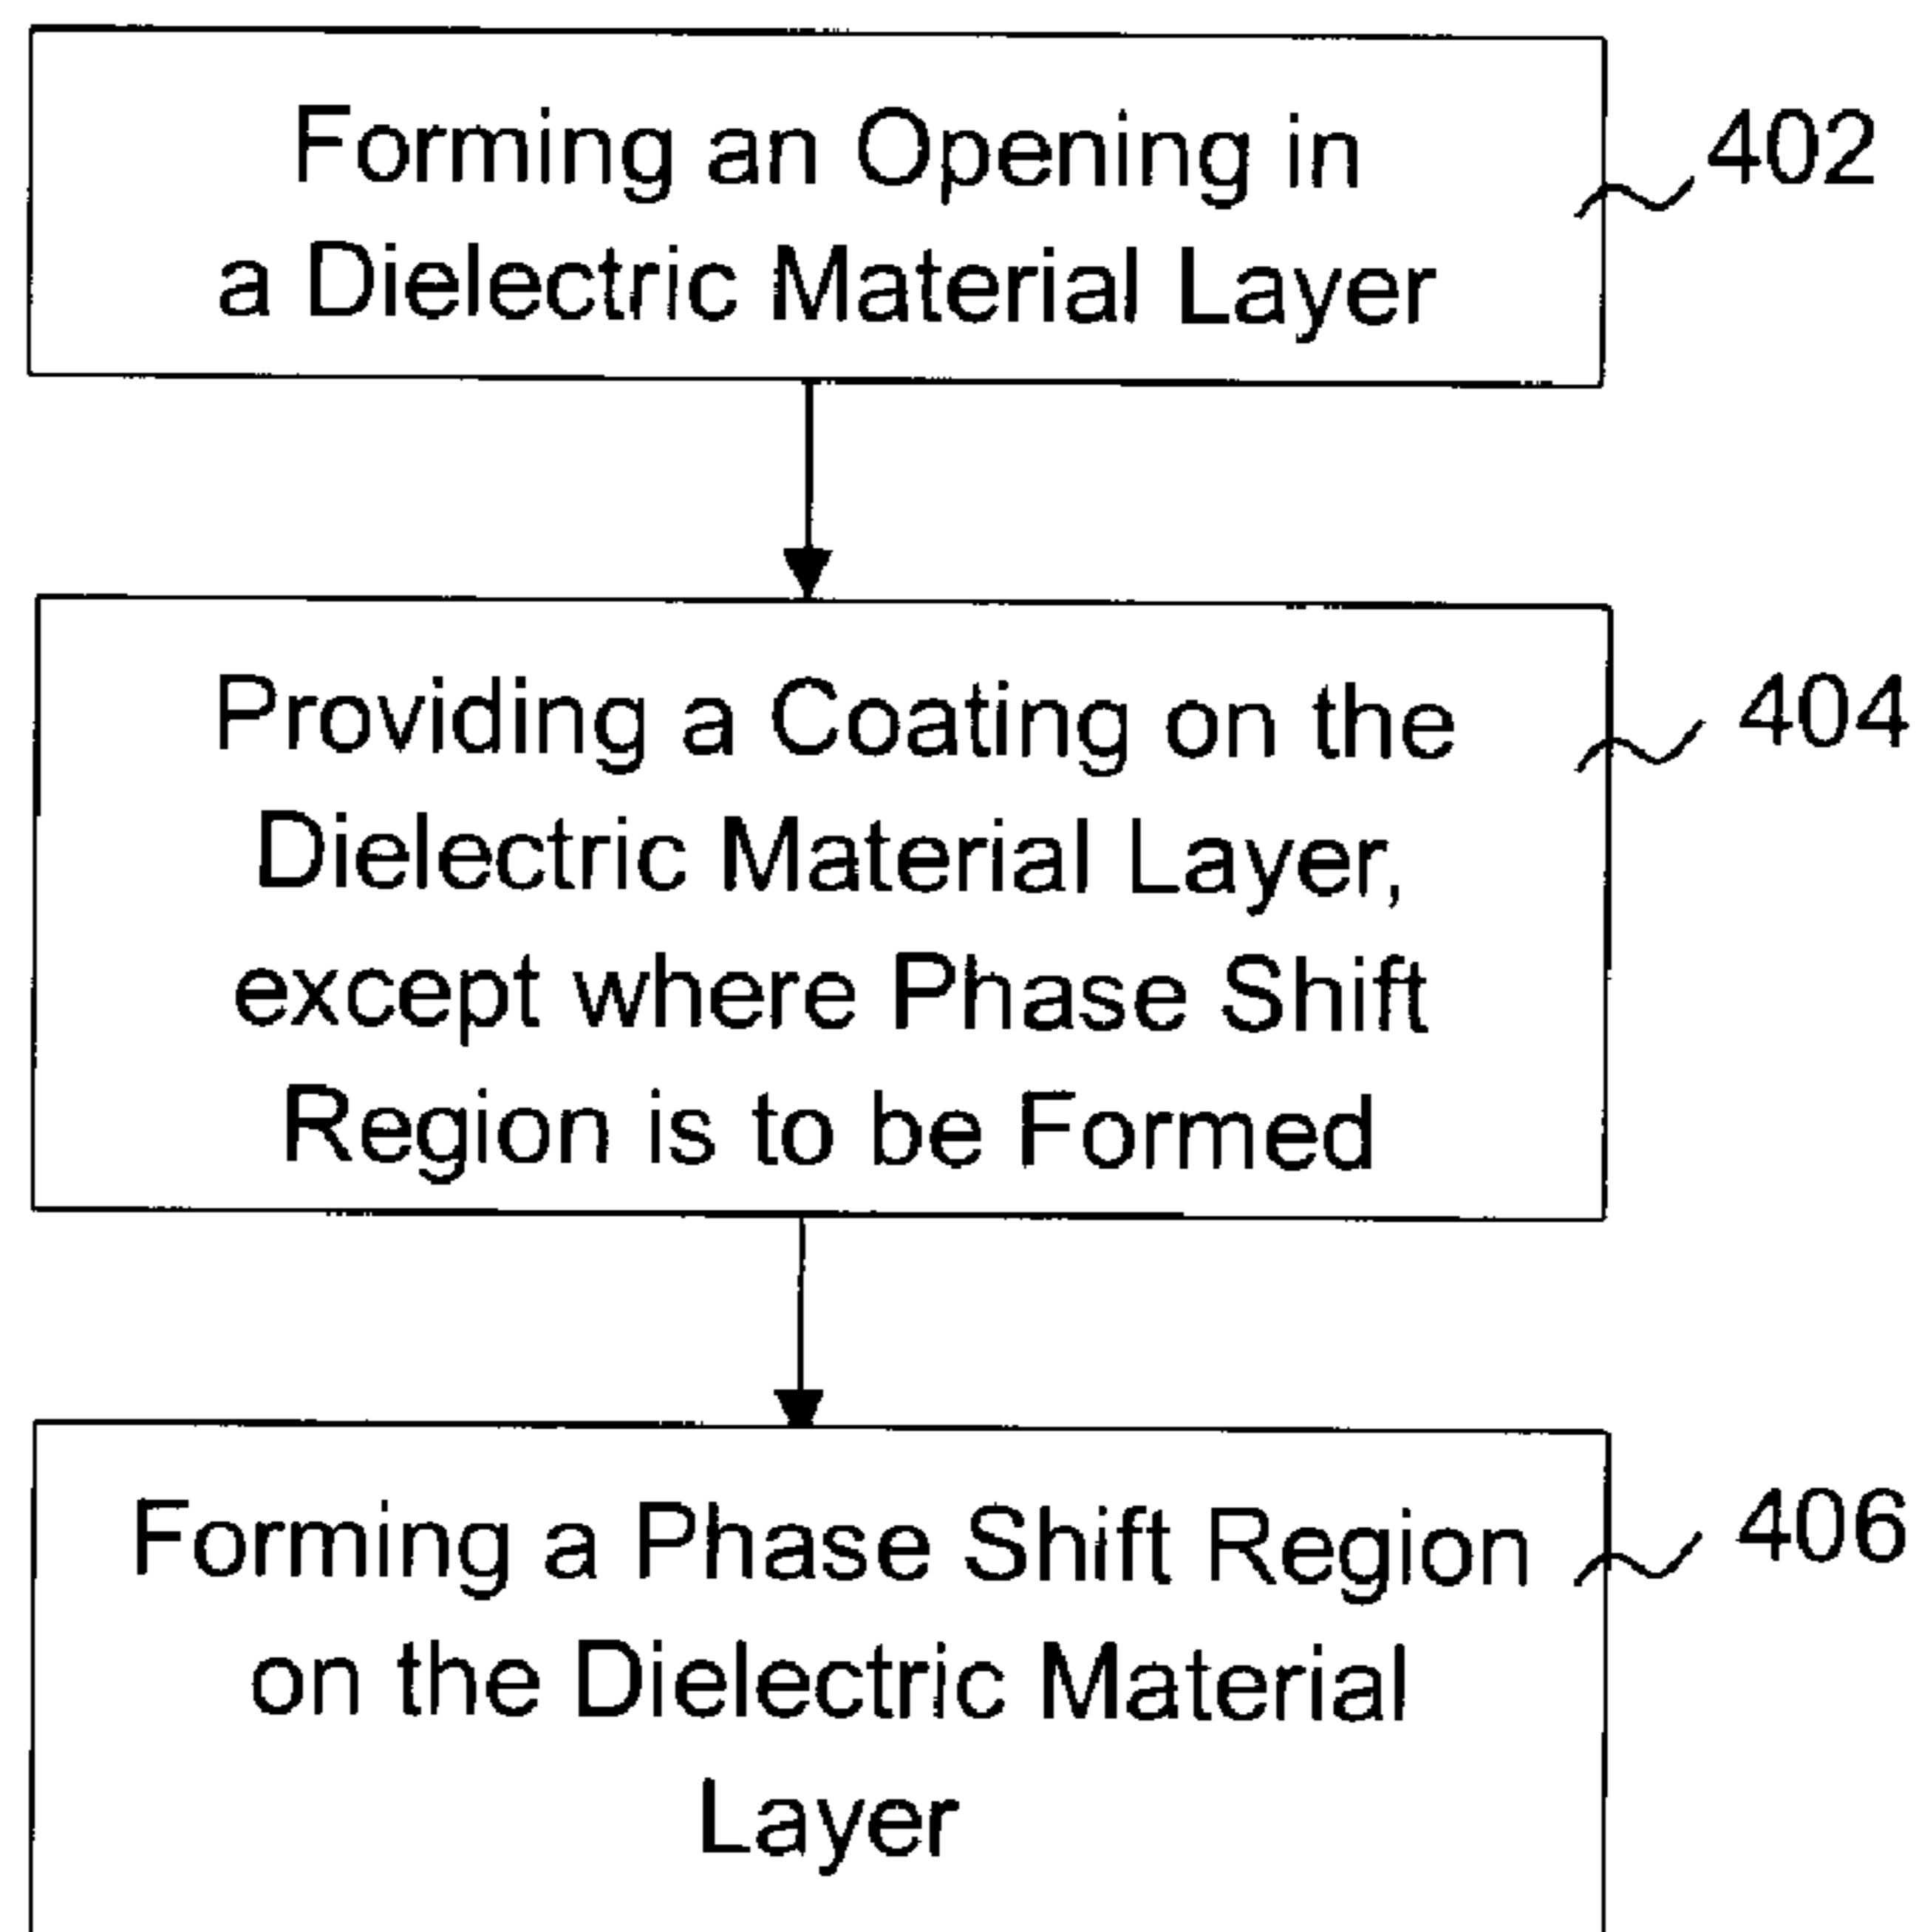 Forming an Opening in
a Dielectric Material Layer
402
Providing a Coating on the
Dielectric Material Layer,
except where Phase Shift
Region is to be Formed
404
Forming a Phase Shift Region
on the Dielectric Material
Layer
406